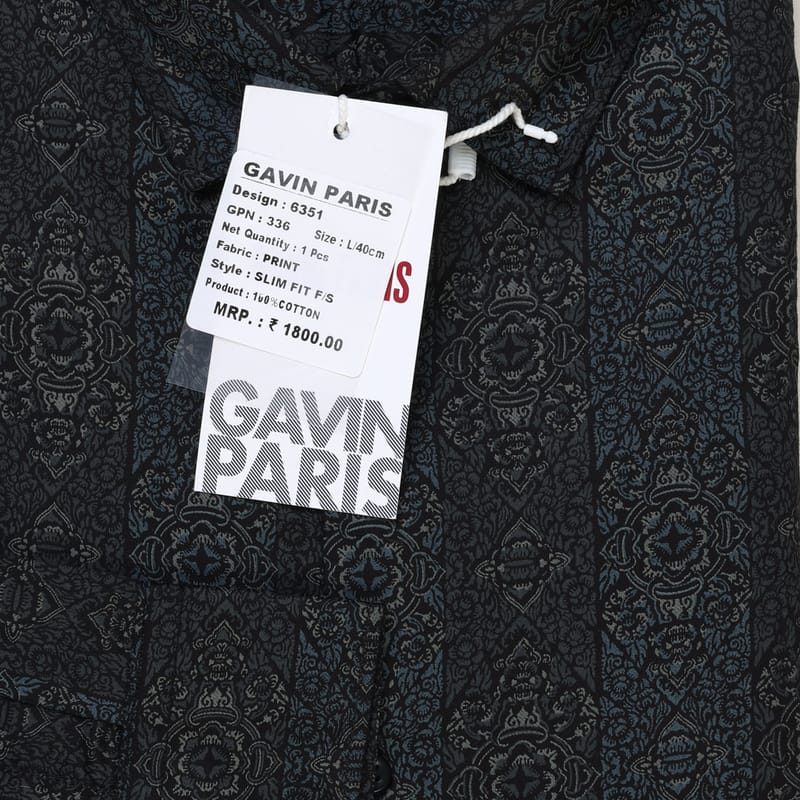 GAVIN PARIS
Design : 6351
GPN : 336 Size : L/40cm
Net Quantity : 1 Pcs
Fabric : PRINT
Style : SLIM FIT F/S
Product : 100%COTTON
MRP. : ₹ 1800.00
IS
GAVIN
PARIS